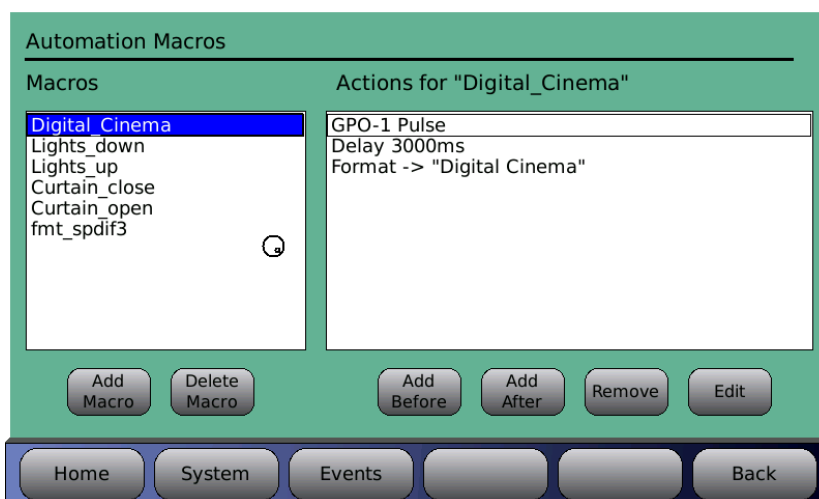 Automation Macros
Macros
Actions for "Digital_Cinema"
Digital_Cinema
Lights_down
Lights_up
Curtain_close
Curtain_open
fmt_spdif3
GPO-1 Pulse
Delay 3000ms
Format -> "Digital Cinema"
Add
Macro
Delete
Macro
Add
Before
Add
After
Remove
Edit
Home
System
Events
Back